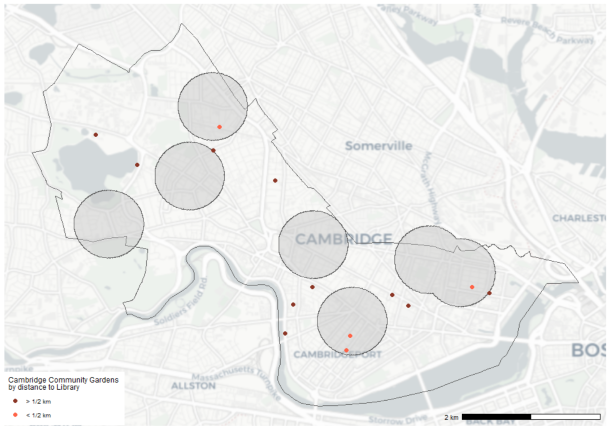 Revere Beach
Parkway
Somerville
McGrath Highway
CHARLEST
CAMBRIDGE
Soldiers Field Rd.
BOS
CAMBRIDGEPORT
Massachusetts Turnpike
ALLSTON
Storrow Drive
BACK BAY
2 km
Cambridge Community Gardens
by distance to Library
> 1/2 km
< 1/2 km